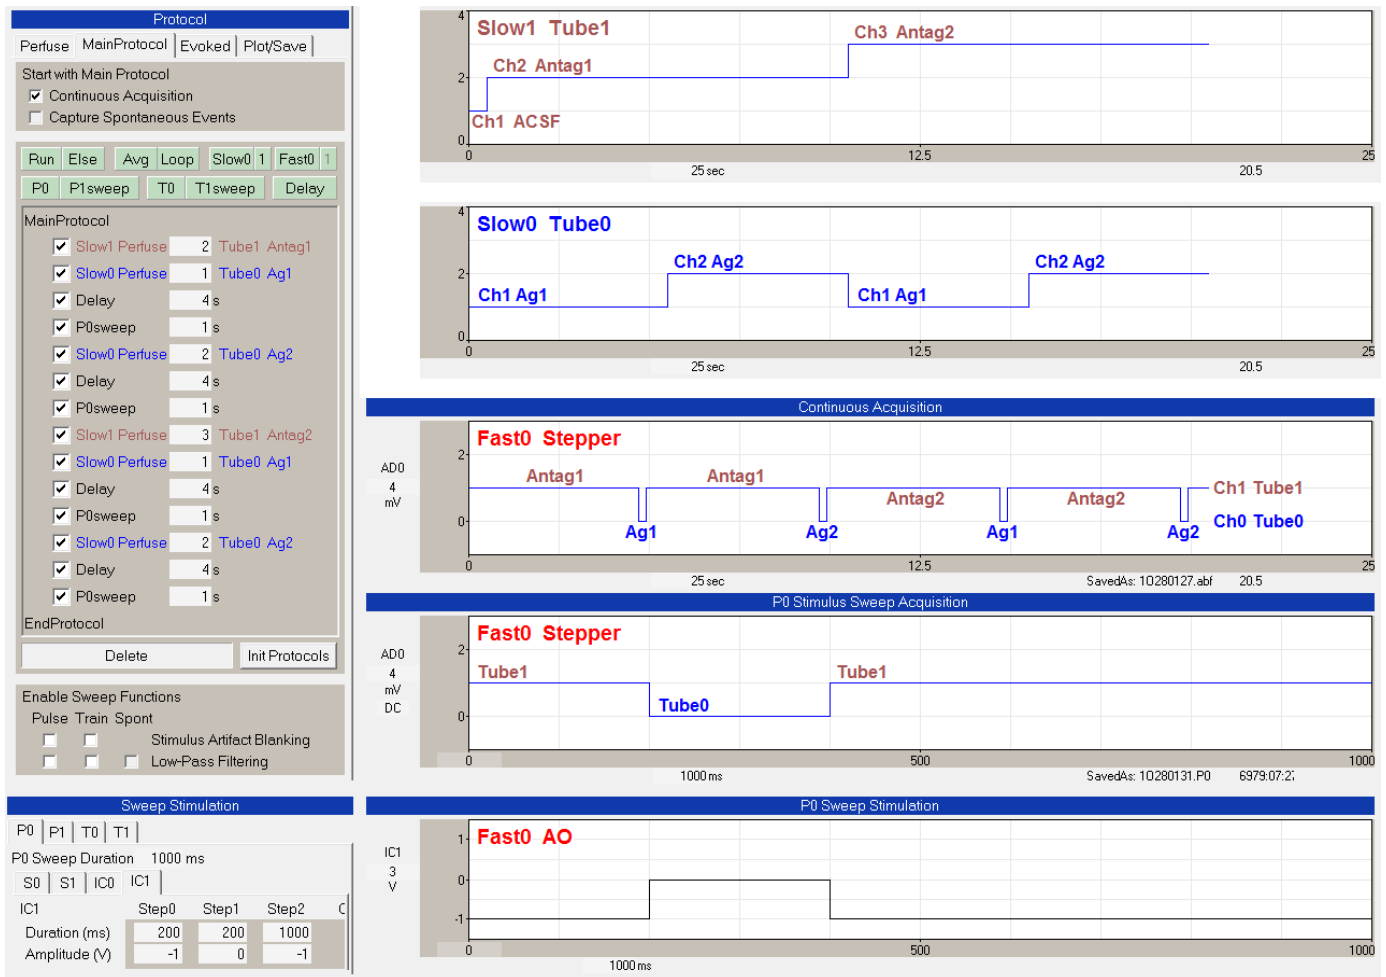 Protocol
Perfuse MainProtocol Evoked Plot/Save
Start with Main Protocol
Continuous Acquisition
Capture Spontaneous Events
Run Else Avg Loop Slow0 1 Fast0 1
P0 P1sweep T0 T1sweep Delay
MainProtocol
Slow1 Perfuse 2 Tube1 Antag1
Slow0 Perfuse 1 Tube0 Ag1
Delay 4 s
P0sweep 1 s
Slow0 Perfuse 2 Tube0 Ag2
Delay 4 s
P0sweep 1 s
Slow1 Perfuse 3 Tube1 Antag2
Slow0 Perfuse 1 Tube0 Ag1
Delay 4 s
P0sweep 1 s
Slow0 Perfuse 2 Tube0 Ag2
Delay 4 s
P0sweep 1 s
EndProtocol
Delete Init Protocols
Enable Sweep Functions
Pulse Train Spont
Stimulus Artifact Blanking
Low-Pass Filtering
Sweep Stimulation
P0 P1 T0 T1
P0 Sweep Duration 1000 ms
S0 S1 IC0 IC1
IC1 Step0 Step1 Step2
Duration (ms) 200 200 1000
Amplitude (V) -1 0 -1
4
Slow1 Tube1
Ch3 Antag2
Ch2 Antag1
2
Ch1 ACSF
0
0 12.5 25
25 sec 20.5
4
Slow0 Tube0
Ch2 Ag2 Ch2 Ag2
2
Ch1 Ag1 Ch1 Ag1
0
0 12.5 25
25 sec 20.5
Continuous Acquisition
Fast0 Stepper
2
AD0
4
mV
Antag1 Antag1 Antag2 Antag2 Ch1 Tube1
0
Ag1 Ag2 Ag1 Ag2 Ch0 Tube0
0 12.5 25
25 sec SavedAs: 10280127.abf 20.5
P0 Stimulus Sweep Acquisition
Fast0 Stepper
2
AD0
4
mV
DC
Tube1 Tube1
Tube0
0
0 500 1000
1000 ms SavedAs: 10280131.P0 6979:07:2
P0 Sweep Stimulation
1
Fast0 AO
IC1
3
V
0
-1
0 500 1000
1000 ms